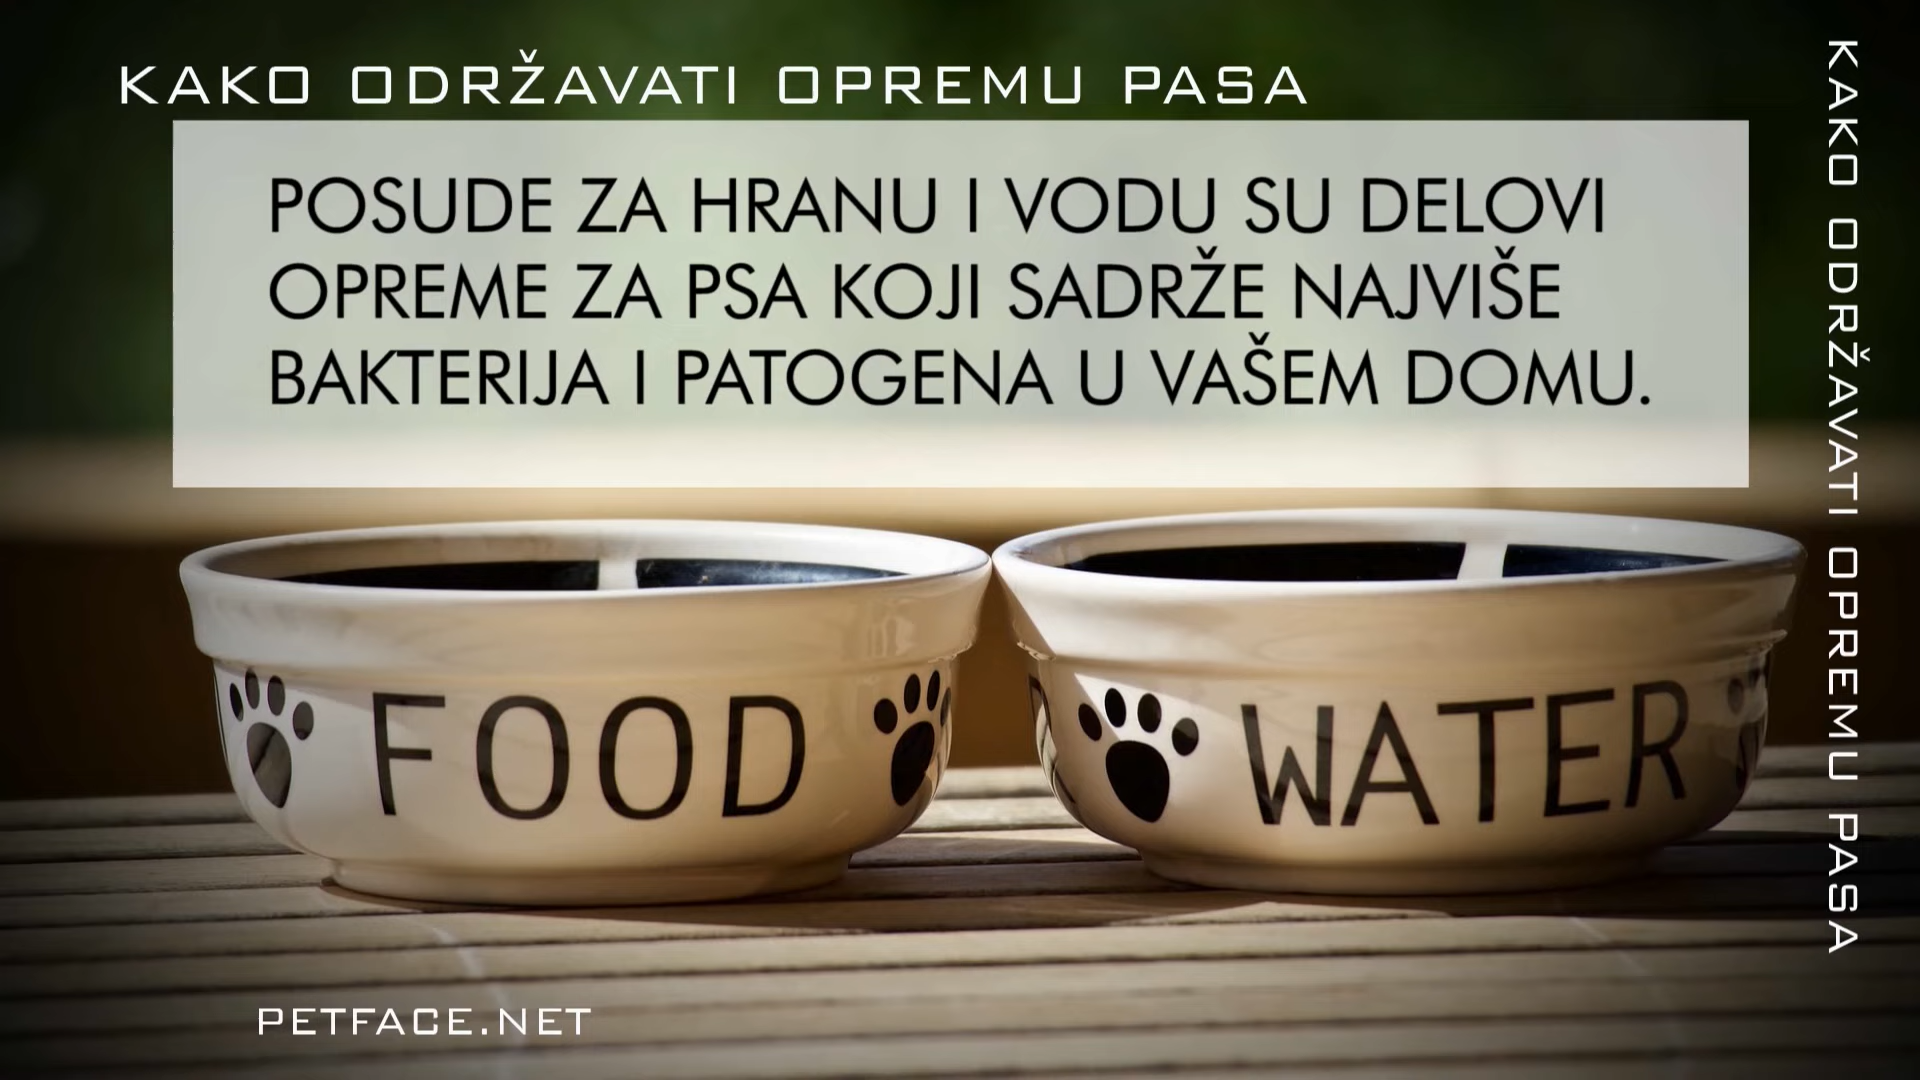 KAKO ODRŽAVATI OPREMU PASA
POSUDE ZA HRANU I VODU SU DELOVI
OPREME ZA PSA KOJI SADRŽE NAJVIŠE
BAKTERIJA I PATOGENA U VAŠEM DOMU.
KAKO ODRŽAVATI OPREMU PASA
FOOD
WATER
PETFACE.NET